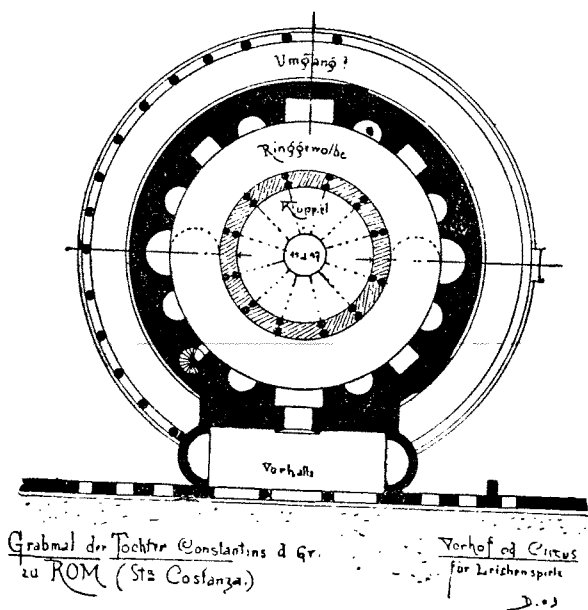 Umgang?
Ringgewölbe
Kuppel
Vorhalle
Grabmal der Tochter Constantins d Gr.
zu ROM (Sta Costanza.)
Vorhof od Circus
für Leichenspiele